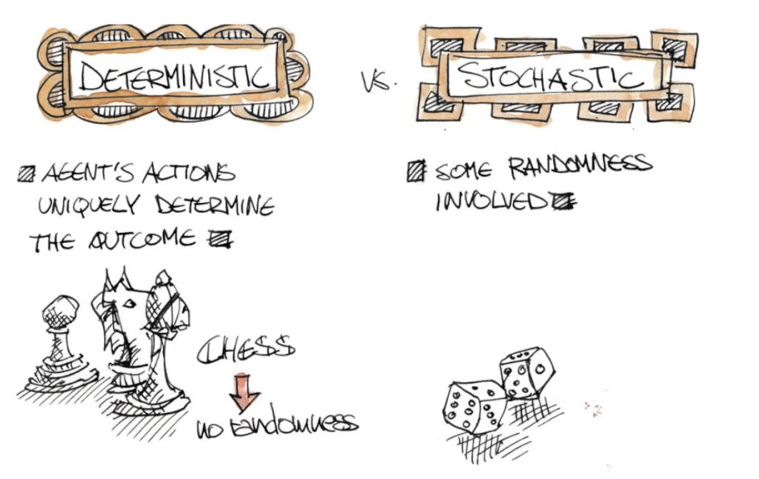 DETERMINISTIC
VS.
STOCHASTIC
AGENT'S ACTIONS
UNIQUELY DETERMINE
THE OUTCOME
SOME RANDOMNESS
INVOLVED
CHESS
no randomness